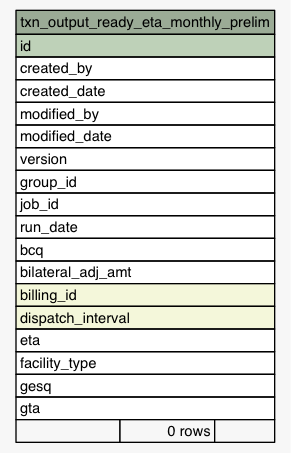 txn_output_ready_eta_monthly_prelim
id
created_by
created_date
modified_by
modified_date
version
group_id
job_id
run_date
bcq
bilateral_adj_amt
billing_id
dispatch_interval
eta
facility_type
gesq
gta
0 rows